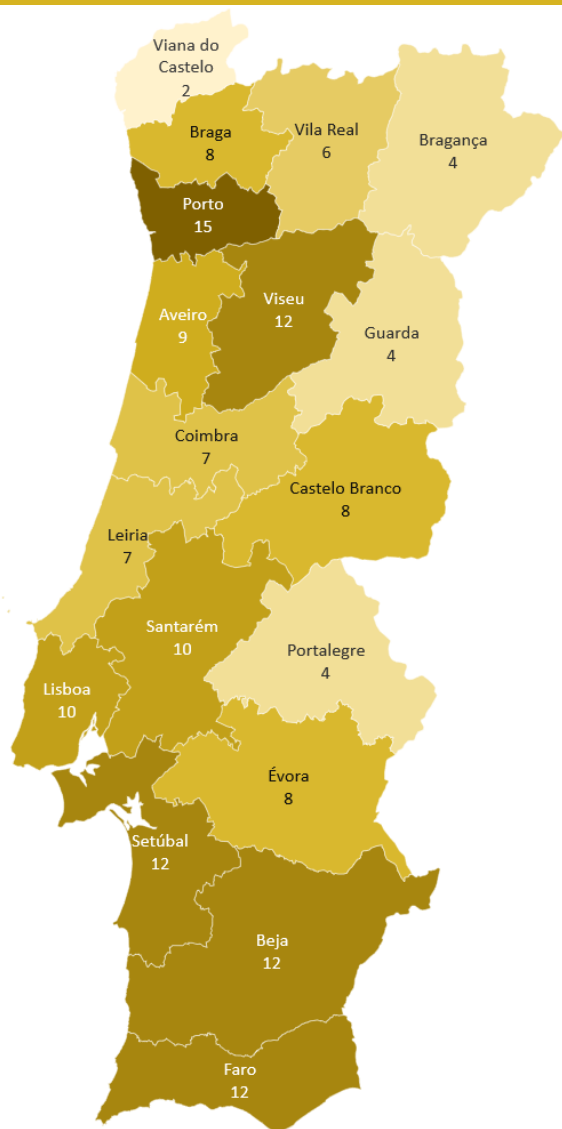 Viana do
Castelo
2
Braga
8
Vila Real
6
Bragança
4
Porto
15
Aveiro
9
Viseu
12
Guarda
4
Coimbra
7
Castelo Branco
8
Leiria
7
Santarém
10
Portalegre
4
Lisboa
10
Évora
8
Setúbal
12
Beja
12
Faro
12